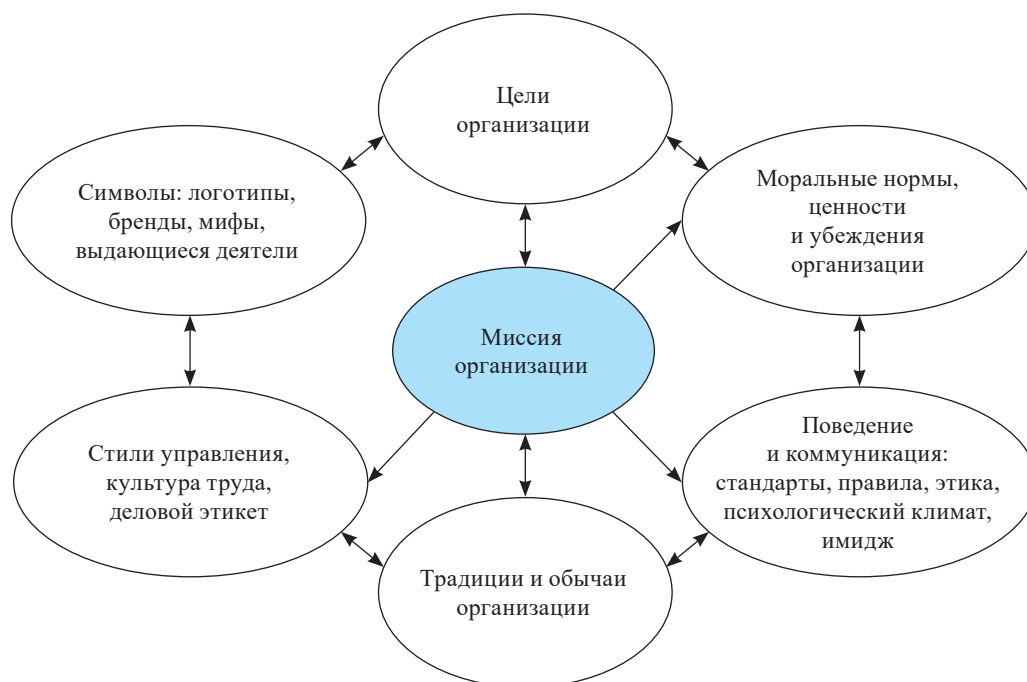 Цели
организации
Символы: логотипы,
бренды, мифы,
выдающиеся деятели
Моральные нормы,
ценности
и убеждения
организации
Миссия
организации
Стили управления,
культура труда,
деловой этикет
Поведение
и коммуникация:
стандарты, правила, этика,
психологический климат,
имидж
Традиции и обычаи
организации